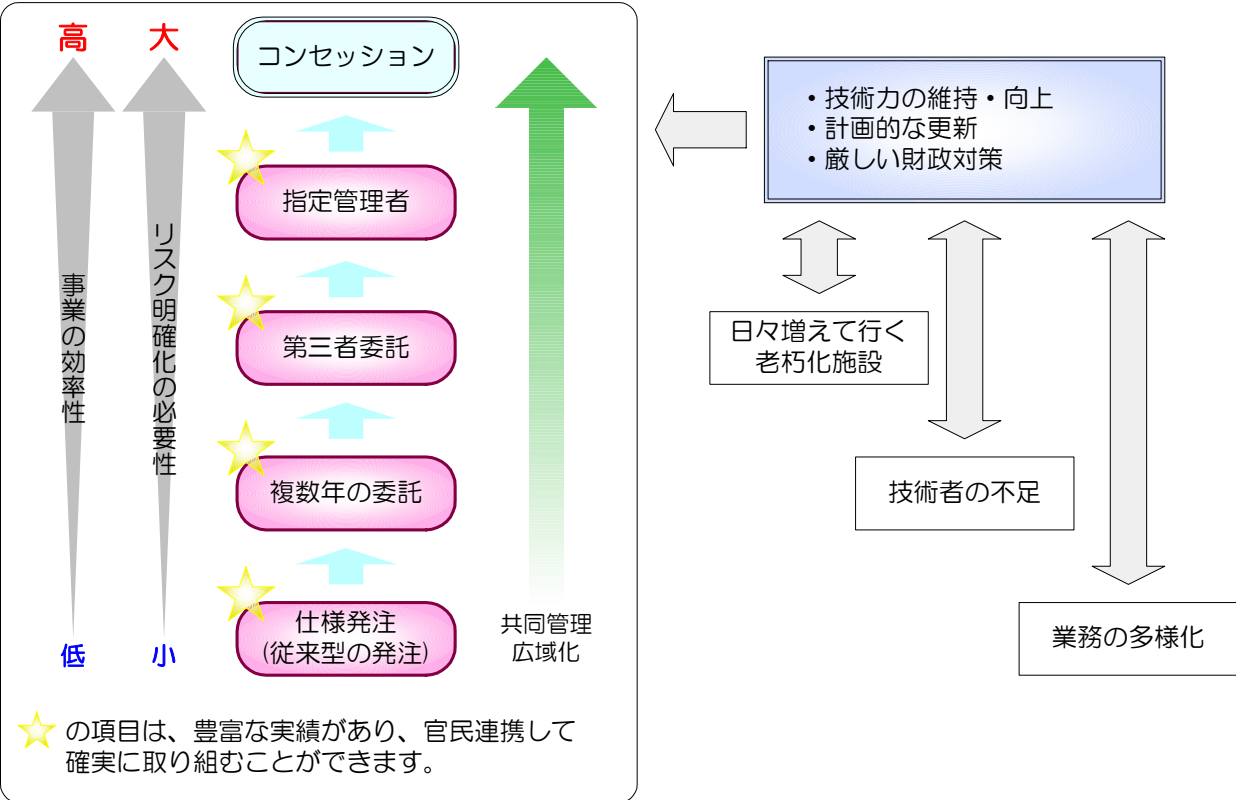 高
大
コンセッション
指定管理者
第三者委託
複数年の委託
仕様発注
(従来型の発注)
事業の効率性
リスク明確化の必要性
低
小
共同管理
広域化
の項目は、豊富な実績があり、官民連携して
確実に取り組むことができます。
・技術力の維持・向上
・計画的な更新
・厳しい財政対策
日々増えて行く
老朽化施設
技術者の不足
業務の多様化